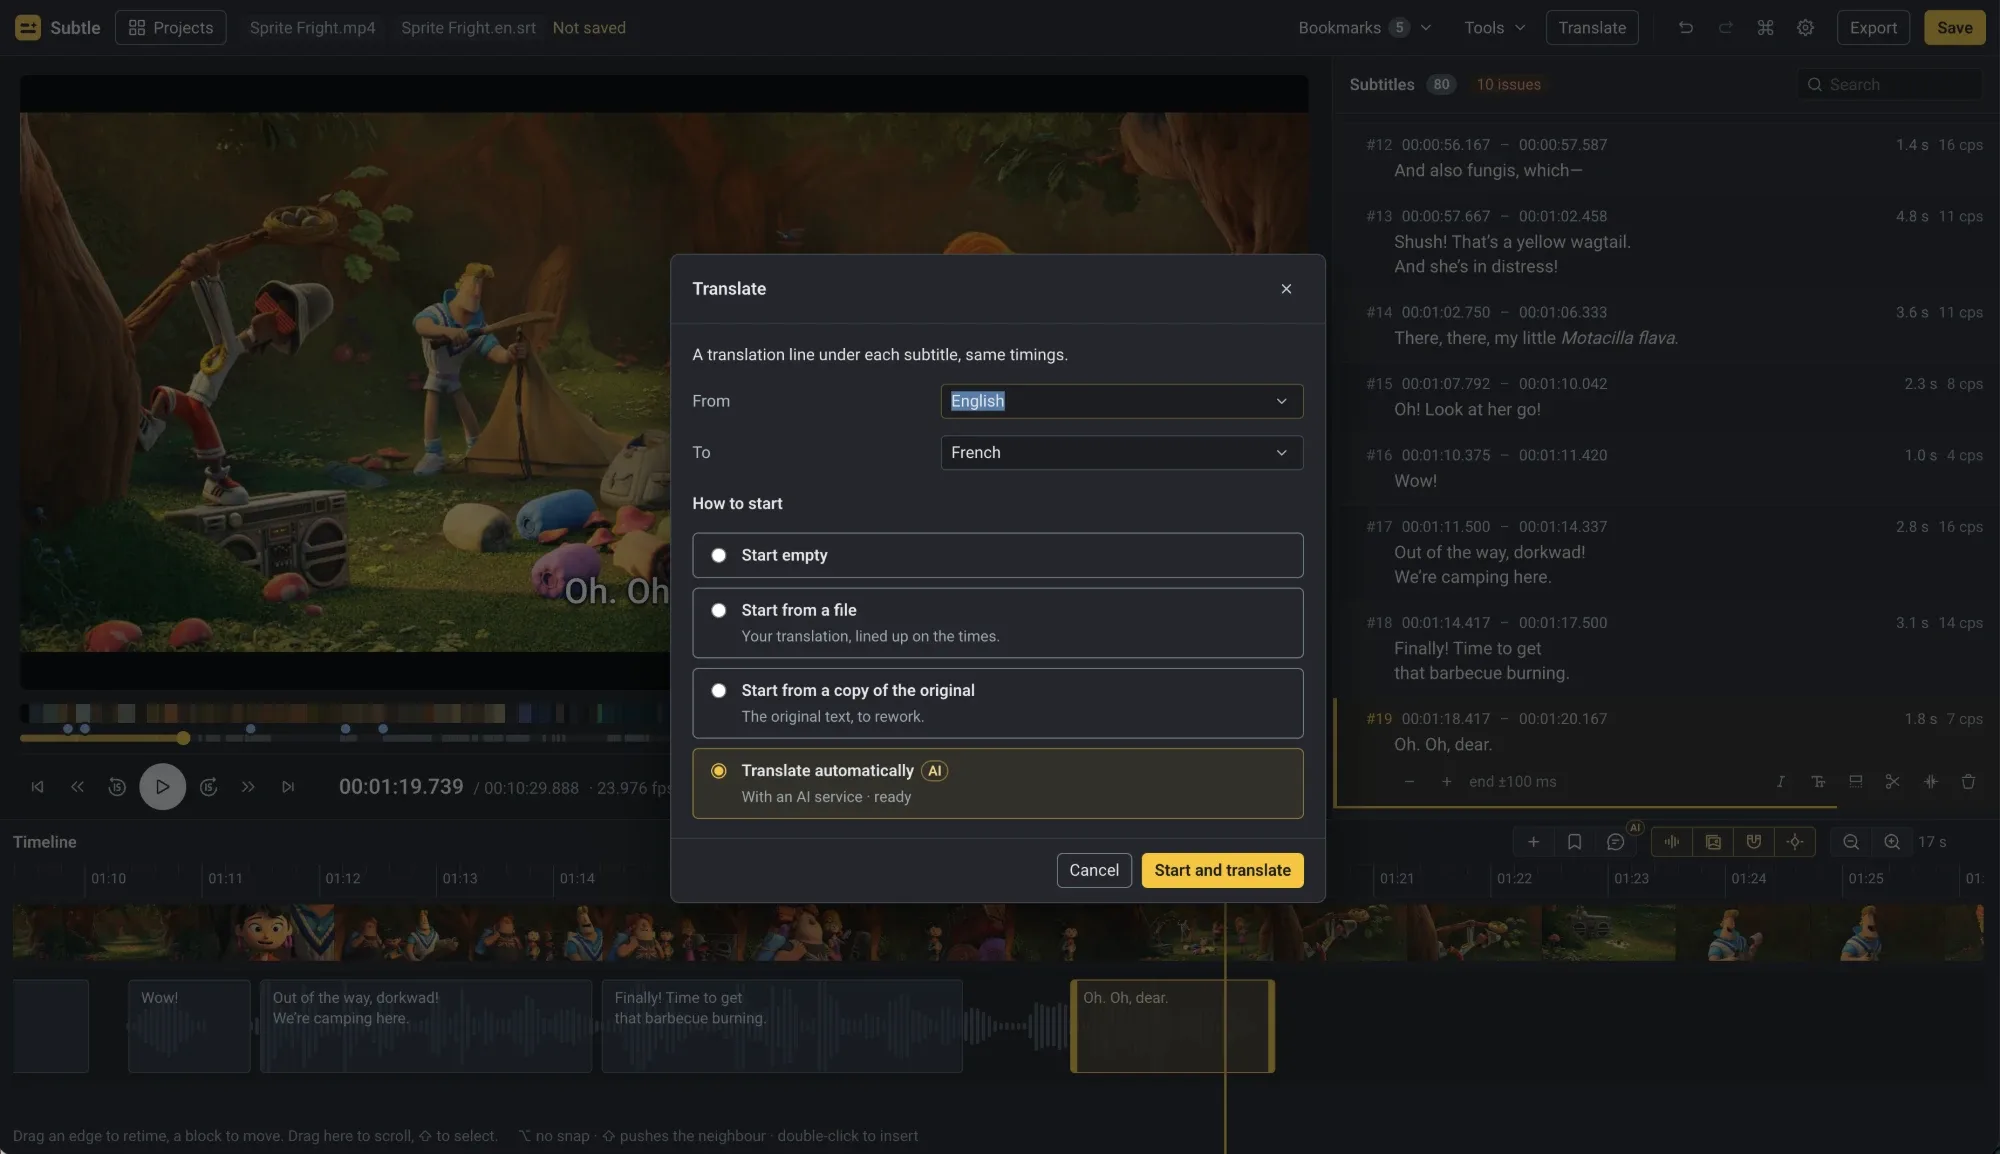 Subtle
Projects
Sprite Fright.mp4
Sprite Fright.en.srt
Not saved
Bookmarks 5
Tools
Translate
Export
Save
Subtitles 80 10 issues
Search
#12 00:00:56.167 – 00:00:57.587 1.4 s 16 cps
And also fungis, which—
#13 00:00:57.667 – 00:01:02.458 4.8 s 11 cps
Shush! That's a yellow wagtail.
And she's in distress!
#14 00:01:02.750 – 00:01:06.333 3.6 s 11 cps
There, there, my little Motacilla flava.
#15 00:01:07.792 – 00:01:10.042 2.3 s 8 cps
Oh! Look at her go!
#16 00:01:10.375 – 00:01:11.420 1.0 s 4 cps
Wow!
#17 00:01:11.500 – 00:01:14.337 2.8 s 16 cps
Out of the way, dorkwad!
We're camping here.
#18 00:01:14.417 – 00:01:17.500 3.1 s 14 cps
Finally! Time to get
that barbecue burning.
#19 00:01:18.417 – 00:01:20.167 1.8 s 7 cps
Oh. Oh, dear.
− + end ±100 ms
Oh. Oh
Translate
A translation line under each subtitle, same timings.
From English
To French
How to start
Start empty
Start from a file
Your translation, lined up on the times.
Start from a copy of the original
The original text, to rework.
Translate automatically AI
With an AI service · ready
Cancel
Start and translate
15
15
00:01:19.739 / 00:10:29.888 · 23.976 fps
Timeline
AI
17 s
01:10 01:11 01:12 01:13 01:14 01:21 01:22 01:23 01:24 01:25 01:
Wow!
Out of the way, dorkwad!
We're camping here.
Finally! Time to get
that barbecue burning.
Oh. Oh, dear.
Drag an edge to retime, a block to move. Drag here to scroll, ⇧ to select. ⌥ no snap · ⇧ pushes the neighbour · double-click to insert